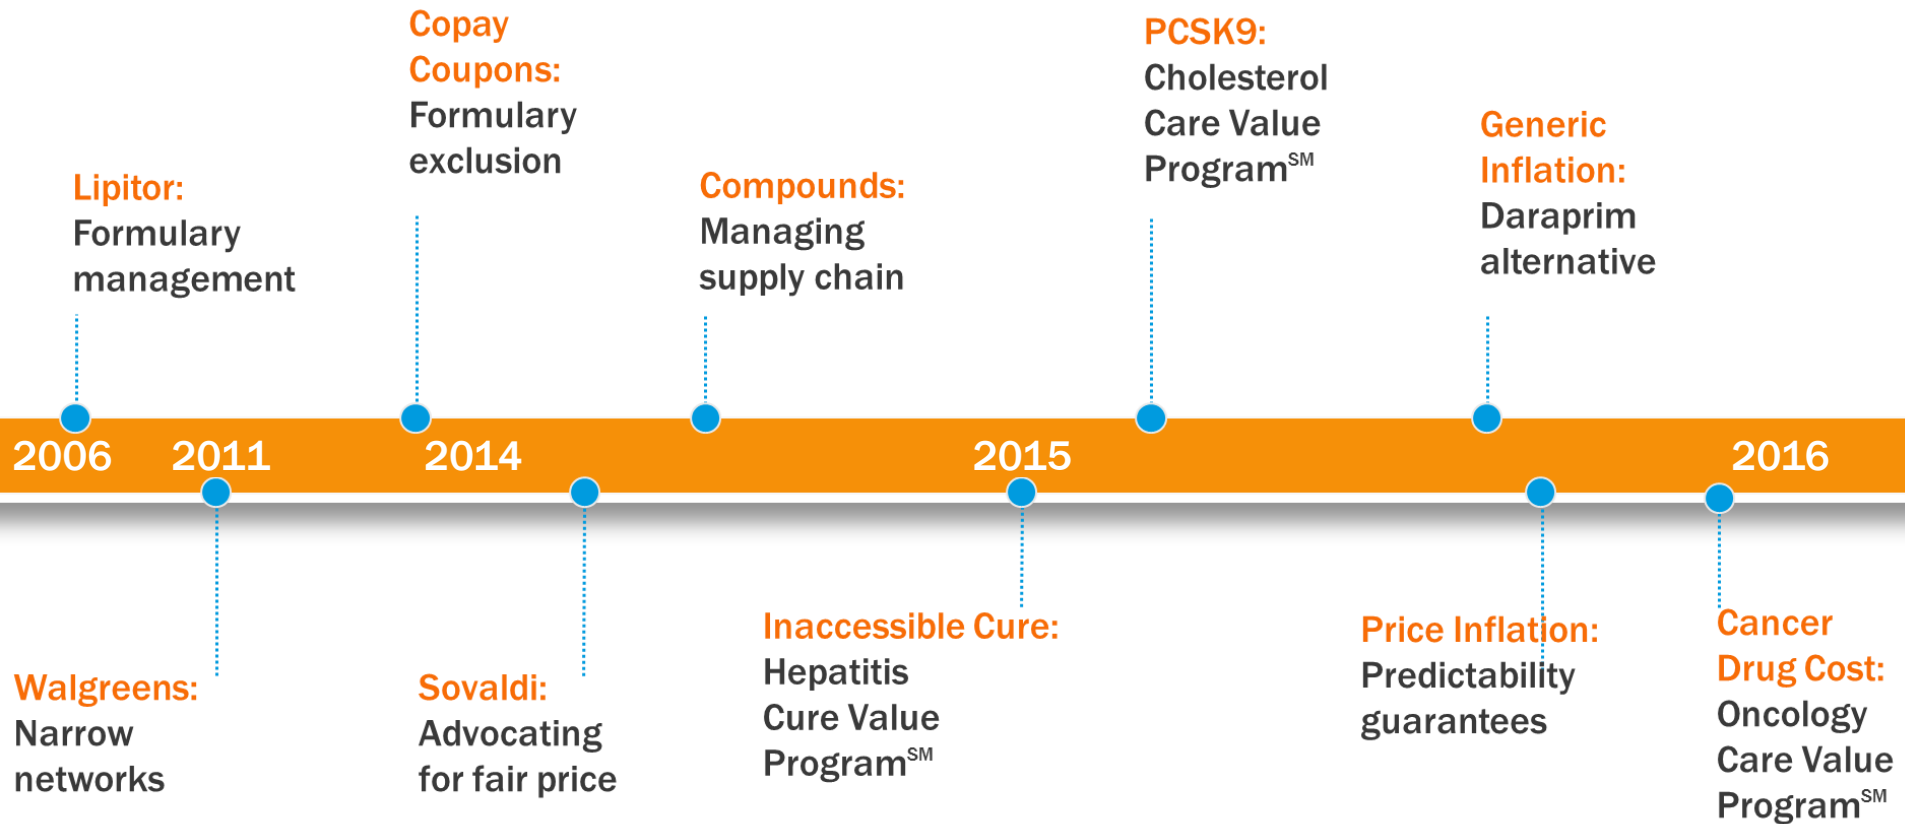 Copay
Coupons:
Formulary
exclusion
PCSK9:
Cholesterol
Care Value
Program℠
Generic
Inflation:
Daraprim
alternative
Lipitor:
Formulary
management
Compounds:
Managing
supply chain
2006
2011
2014
2015
2016
Walgreens:
Narrow
networks
Sovaldi:
Advocating
for fair price
Inaccessible Cure:
Hepatitis
Cure Value
Program℠
Price Inflation:
Predictability
guarantees
Cancer
Drug Cost:
Oncology
Care Value
Program℠